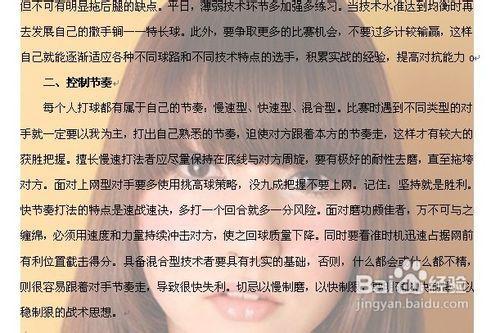 但不可有明显拖后腿的缺点。平日，薄弱技术环节多加强多练习。当技术水准达到均衡时再
去发展自己的撒手锏——特长球。此外，要争取更多的比赛机会，不要过多计较输赢，这样
自己就能逐渐适应各种不同球路和不同技术特点的选手，积累实战的经验，提高对抗能力。
二、控制节奏
每个人打球都有属于自己的节奏：慢速型、快速型、混合型。比赛时遇到不同类型的对
手就一定要以我为主，打出自己熟悉的节奏，迫使对方跟着本方的节奏走，这样才有较大的
获胜把握。擅长慢速打法者应尽量保持在底线与对方周旋，要有极好的耐性去磨，直至拖垮
对方。面对上网型对手要多使用挑高球策略，没九成把握不要上网。记住：坚持就是胜利。
快节奏打法的特点是速战速决，多打一个回合就多一分风险。面对磨功颇佳者，万不可与之
缠绵，必须用速度和力量持续冲击对方，使之回球质量下降。同时要看准时机迅速占据网前
有利位置截击得分。具备混合型技术者要具有扎实的基础，否则，什么都会或什么都不精，
则很容易跟着对手节奏走，导致很快失利。切忌以慢制磨，以快制
稳制狠的战术思想。
Baidu经验
jingyan.baidu.com